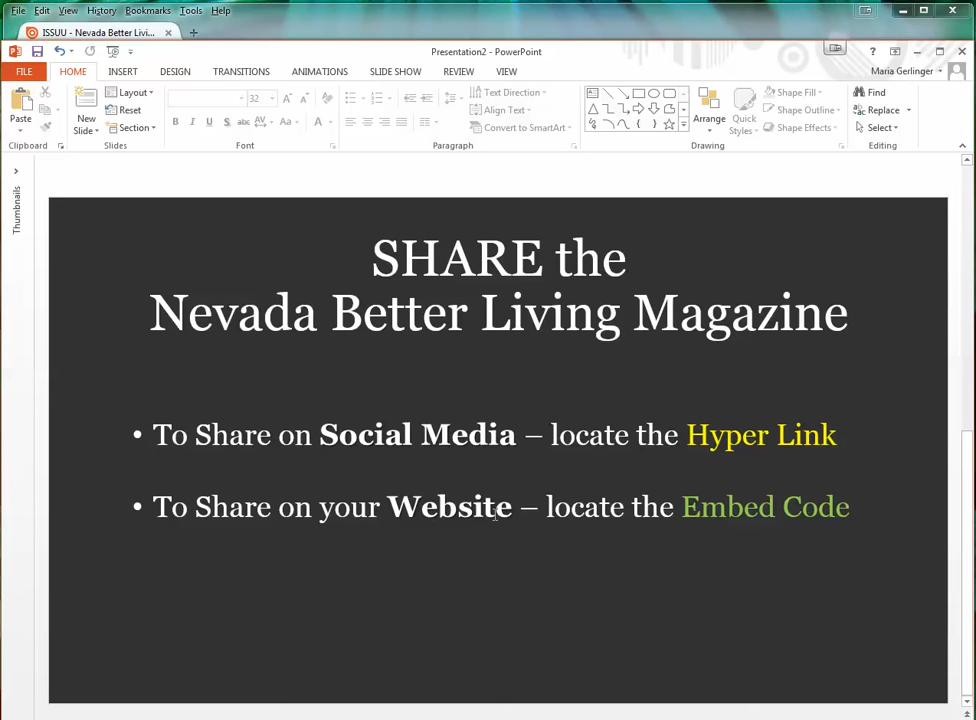 File Edit View History Bookmarks Tools Help
ISSUU - Nevada Better Livi...
Presentation2 - PowerPoint
FILE HOME INSERT DESIGN TRANSITIONS ANIMATIONS SLIDE SHOW REVIEW VIEW Maria Gerlinger
Paste New Slide Layout Reset Section
32 B I U S abc AV Aa A
Text Direction Align Text Convert to SmartArt
Arrange Quick Styles Shape Fill Shape Outline Shape Effects
Find Replace Select
Clipboard Slides Font Paragraph Drawing Editing
Thumbnails
SHARE the
Nevada Better Living Magazine
• To Share on Social Media – locate the Hyper Link
• To Share on your Website – locate the Embed Code